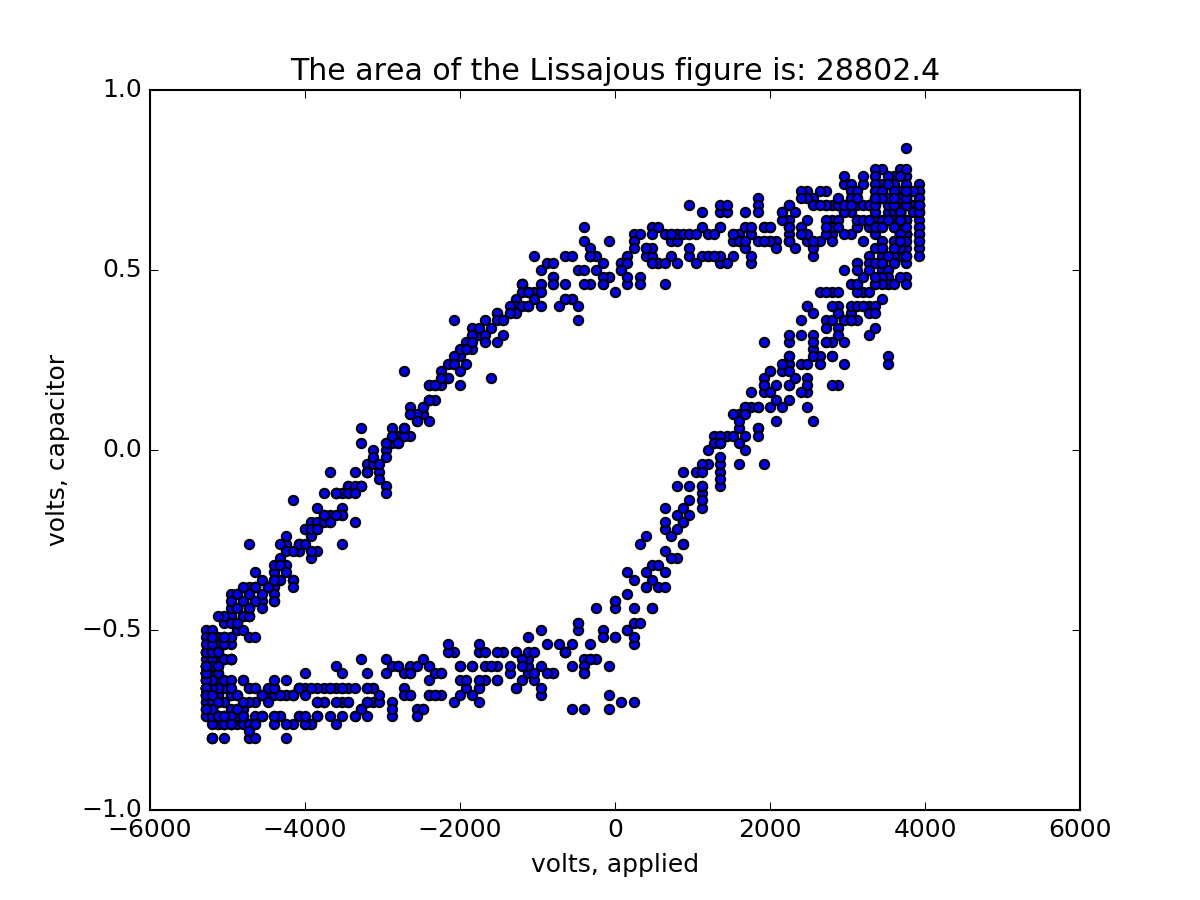 The area of the Lissajous figure is: 28802.4
1.0
0.5
0.0
−0.5
−1.0
volts, capacitor
−6000 −4000 −2000 0 2000 4000 6000
volts, applied